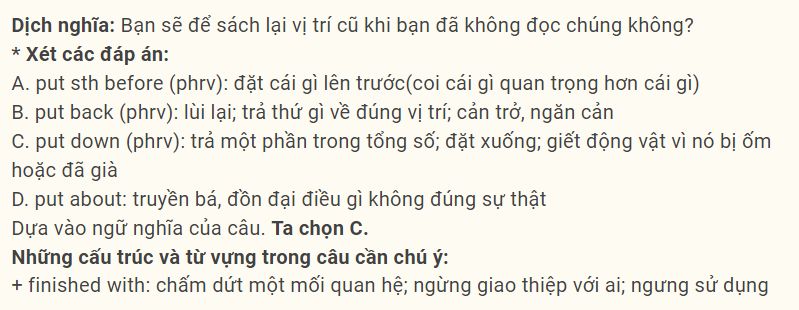 Dịch nghĩa: Bạn sẽ để sách lại vị trí cũ khi bạn đã không đọc chúng không?
* Xét các đáp án:
A. put sth before (phrv): đặt cái gì lên trước(coi cái gì quan trọng hơn cái gì)
B. put back (phrv): lùi lại; trả thứ gì về đúng vị trí; cản trở, ngăn cản
C. put down (phrv): trả một phần trong tổng số; đặt xuống; giết động vật vì nó bị ốm
hoặc đã già
D. put about: truyền bá, đồn đại điều gì không đúng sự thật
Dựa vào ngữ nghĩa của câu. Ta chọn C.
Những cấu trúc và từ vựng trong câu cần chú ý:
+ finished with: chấm dứt một mối quan hệ; ngừng giao thiệp với ai; ngưng sử dụng